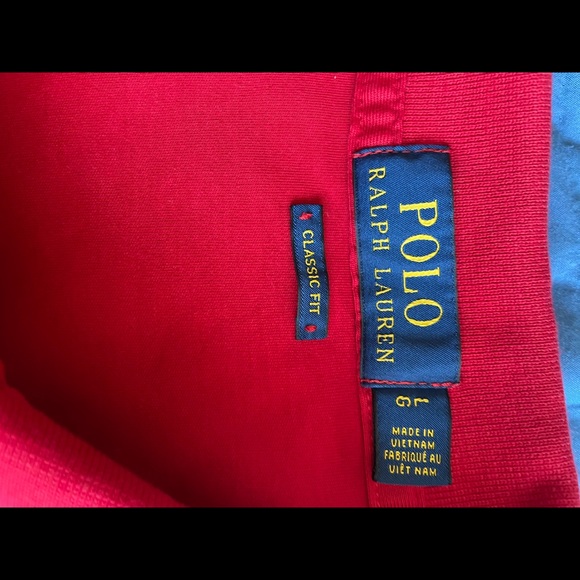 POLO
RALPH LAUREN
CLASSIC FIT
L
G
MADE IN
VIETNAM
FABRIQUÉ AU
VIÊT NAM